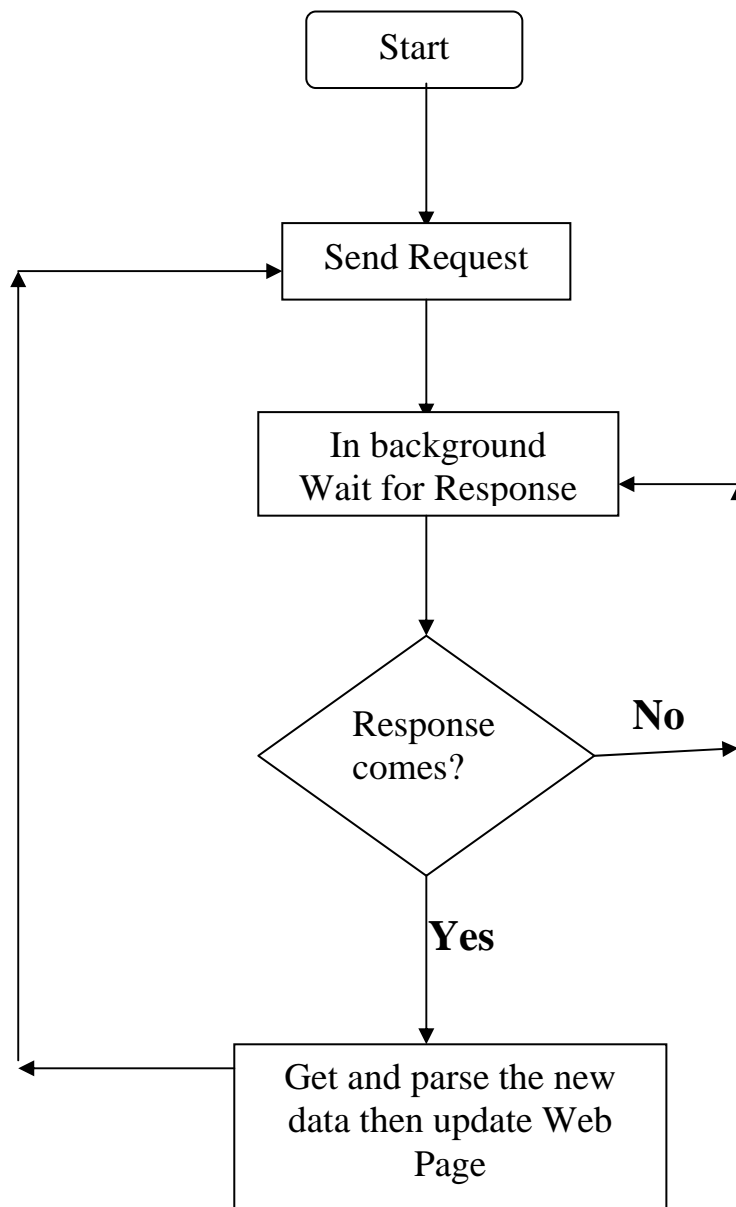 Start
Send Request
In background
Wait for Response
Response
comes?
No
Yes
Get and parse the new
data then update Web
Page